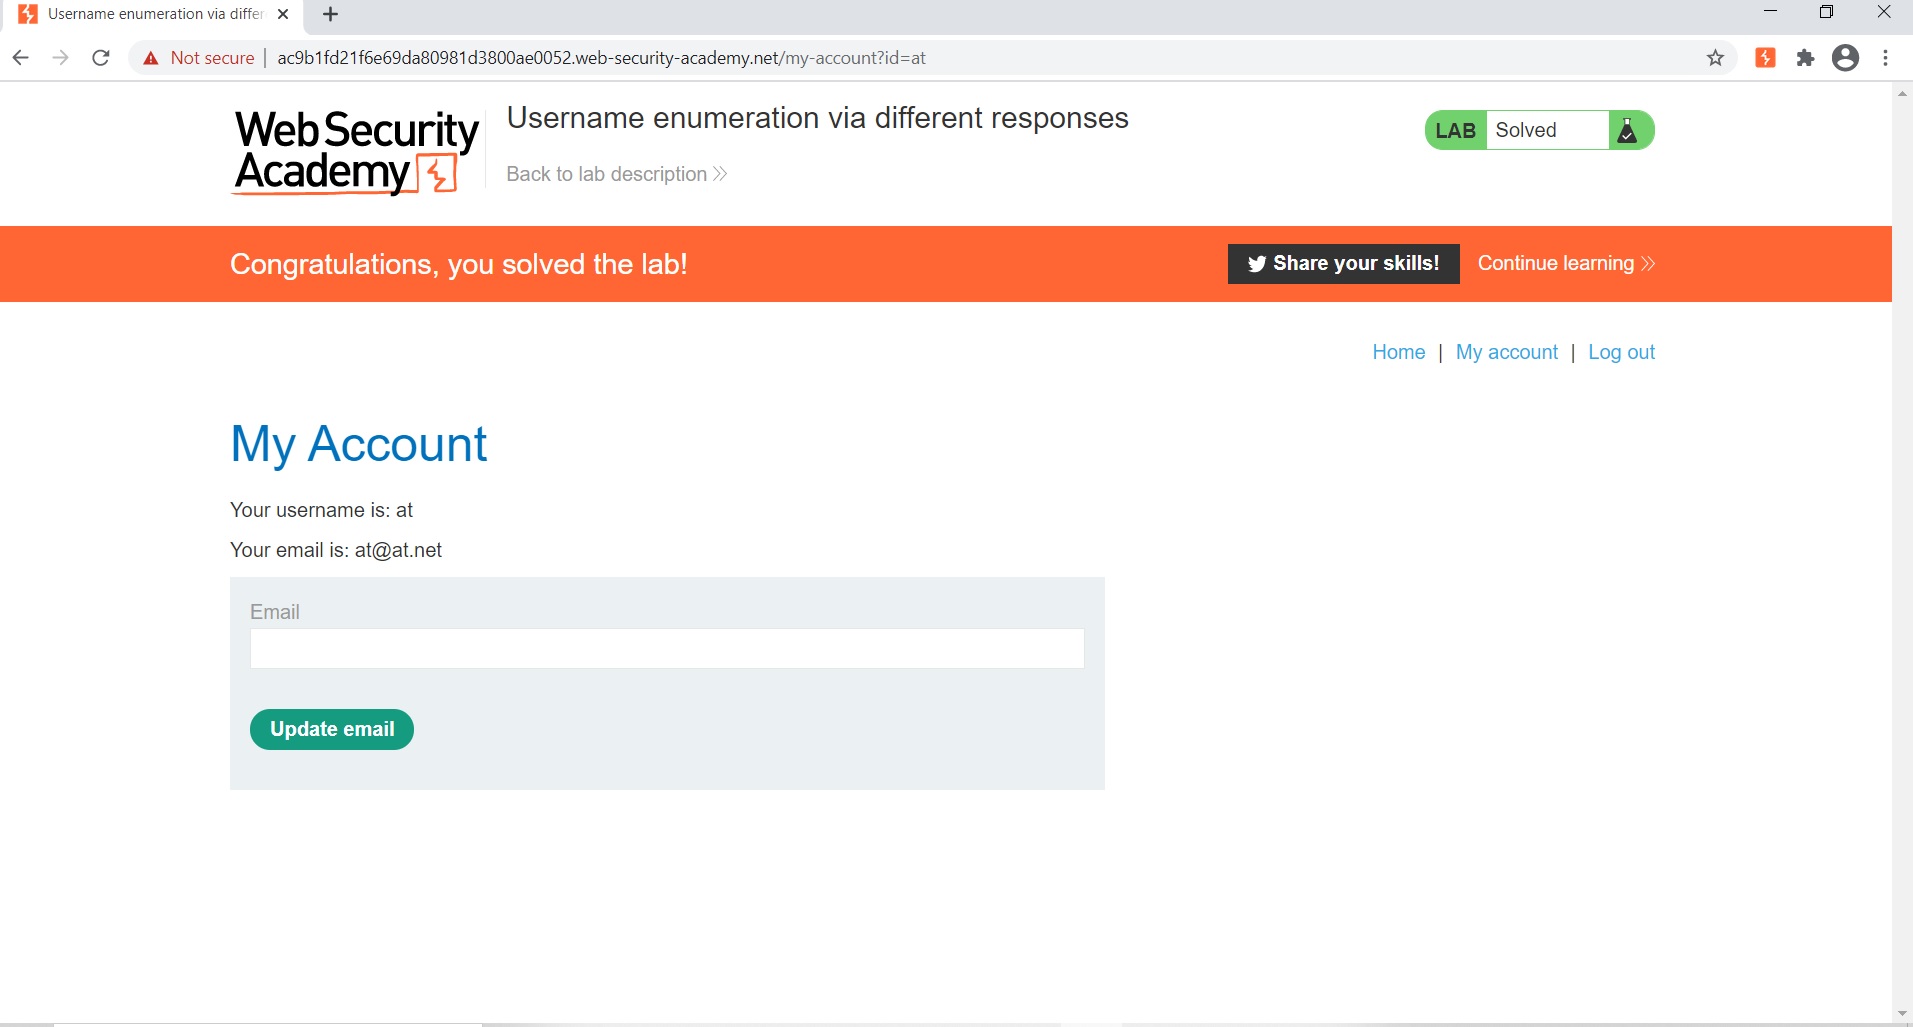 Username enumeration via differ
Not secure | ac9b1fd21f6e69da80981d3800ae0052.web-security-academy.net/my-account?id=at
Web Security
Academy
Username enumeration via different responses
Back to lab description
LAB Solved
Congratulations, you solved the lab!
Share your skills!
Continue learning
Home | My account | Log out
My Account
Your username is: at
Your email is: at@at.net
Email
Update email